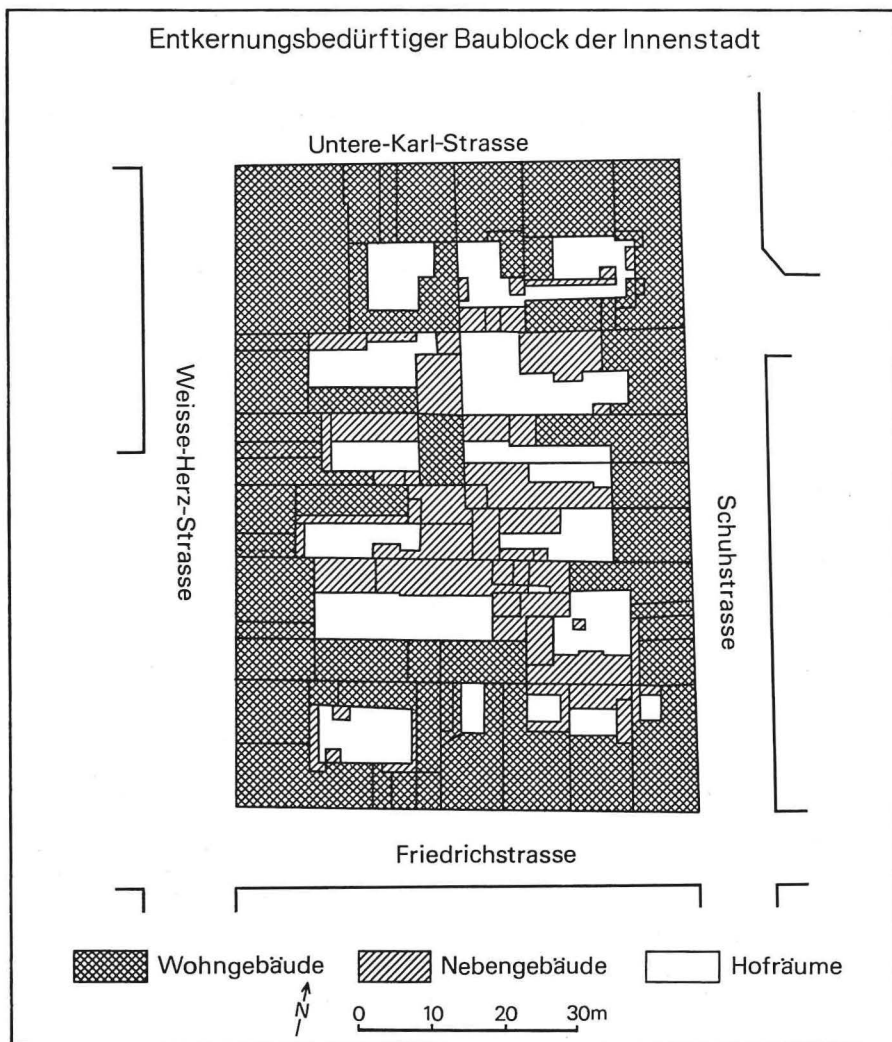 Entkernungsbedürftiger Baublock der Innenstadt
Untere-Karl-Strasse
Weisse-Herz-Strasse
Schuhstrasse
Friedrichstrasse
Wohngebäude
Nebengebäude
Hofräume
N
0 10 20 30m